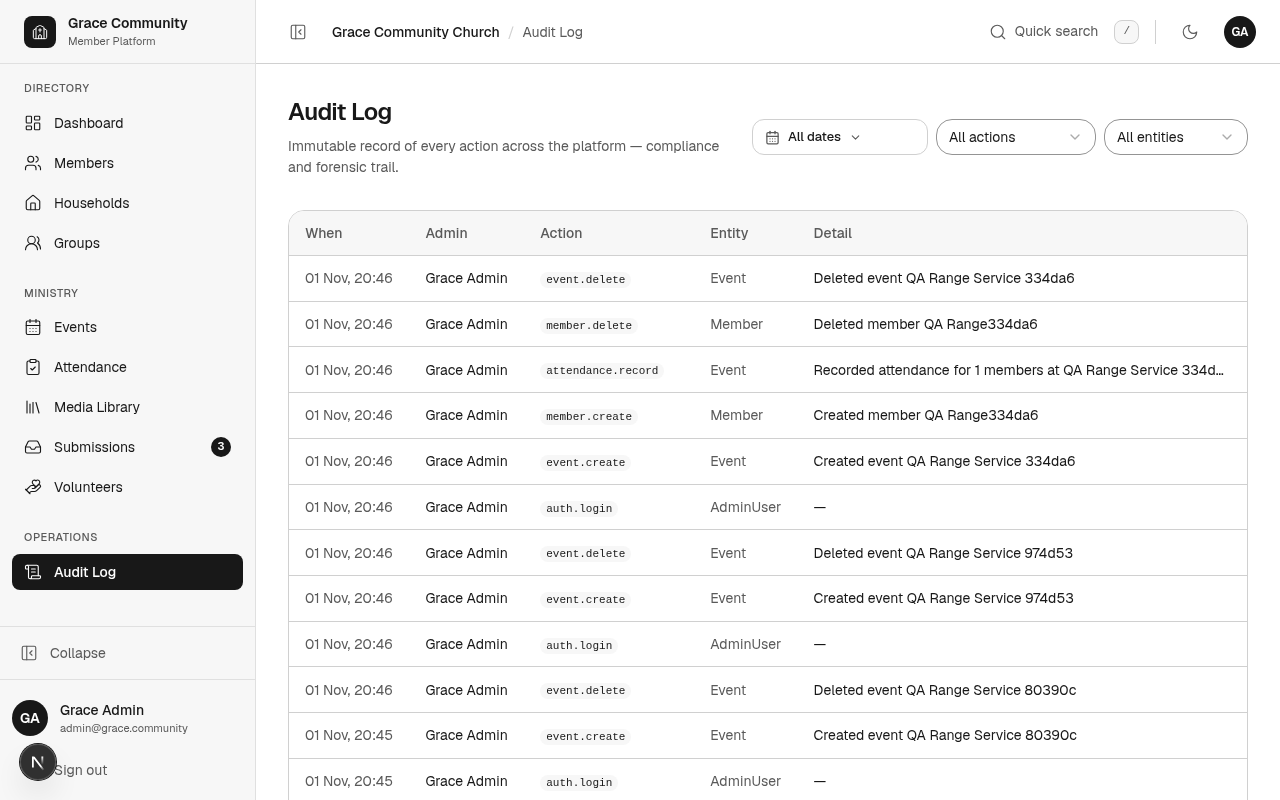 Grace Community
Member Platform
DIRECTORY
Dashboard
Members
Households
Groups
MINISTRY
Events
Attendance
Media Library
Submissions 3
Volunteers
OPERATIONS
Audit Log
Collapse
GA Grace Admin
admin@grace.community
N Sign out
Grace Community Church / Audit Log
Quick search / GA
Audit Log
Immutable record of every action across the platform — compliance
and forensic trail.
All dates All actions All entities
When Admin Action Entity Detail
01 Nov, 20:46 Grace Admin event.delete Event Deleted event QA Range Service 334da6
01 Nov, 20:46 Grace Admin member.delete Member Deleted member QA Range334da6
01 Nov, 20:46 Grace Admin attendance.record Event Recorded attendance for 1 members at QA Range Service 334d…
01 Nov, 20:46 Grace Admin member.create Member Created member QA Range334da6
01 Nov, 20:46 Grace Admin event.create Event Created event QA Range Service 334da6
01 Nov, 20:46 Grace Admin auth.login AdminUser —
01 Nov, 20:46 Grace Admin event.delete Event Deleted event QA Range Service 974d53
01 Nov, 20:46 Grace Admin event.create Event Created event QA Range Service 974d53
01 Nov, 20:46 Grace Admin auth.login AdminUser —
01 Nov, 20:46 Grace Admin event.delete Event Deleted event QA Range Service 80390c
01 Nov, 20:45 Grace Admin event.create Event Created event QA Range Service 80390c
01 Nov, 20:45 Grace Admin auth.login AdminUser —